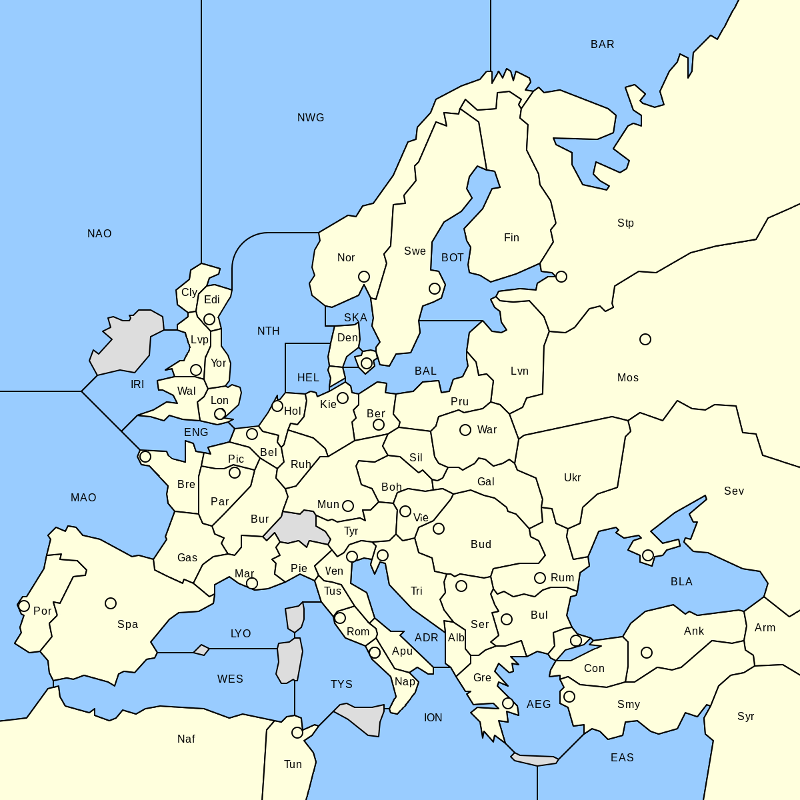 BAR
NWG
NAO
Stp
Fin
Swe
BOT
Nor
Cly
Edi
SKA
NTH
Den
Lvp
Yor
BAL
Lvn
HEL
Mos
IRI
Wal
Lon
Kie
Pru
Hol
Ber
ENG
War
Bel
Sil
Pic
Ruh
Ukr
Gal
Bre
Boh
Sev
MAO
Par
Mun
Vie
Bur
Tyr
Bud
Gas
Mar
Pie
Ven
Rum
BLA
Tus
Tri
Por
Spa
Bul
Ser
LYO
Rom
ADR
Alb
Ank
Arm
Apu
Con
WES
TYS
Nap
Gre
AEG
Smy
ION
Syr
Naf
EAS
Tun